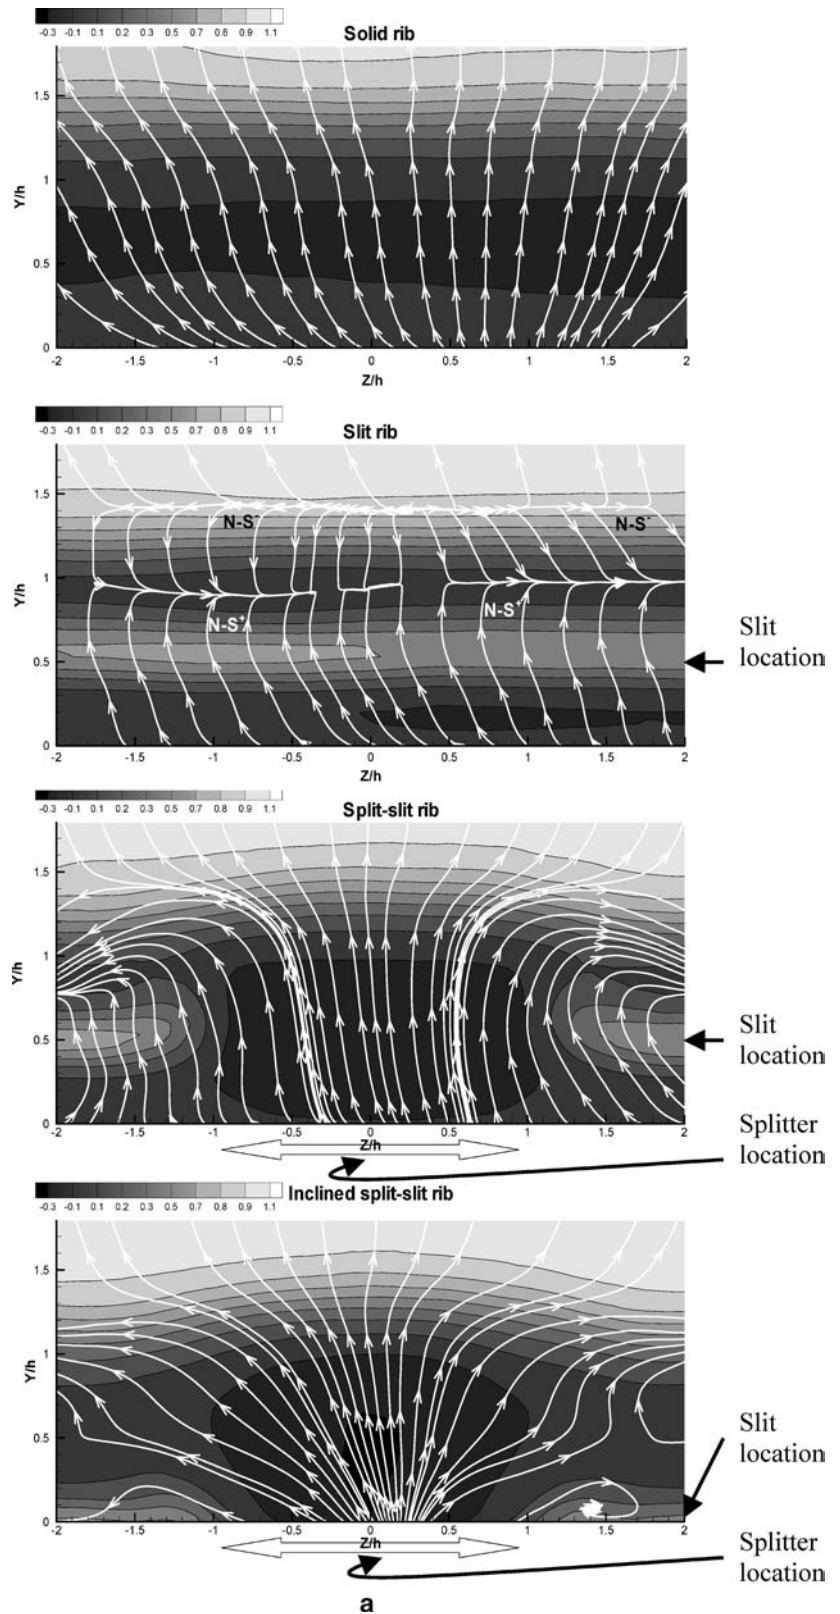 -0.3 -0.1 0.1 0.2 0.3 0.5 0.7 0.8 0.9 1.1
Solid rib
1.5
1
0.5
0
Y/h
-2 -1.5 -1 -0.5 0 0.5 1 1.5 2
Z/h
-0.3 -0.1 0.1 0.2 0.3 0.5 0.7 0.8 0.9 1.1
Slit rib
1.5
1
0.5
0
Y/h
N-S-
N-S-
N-S+
N-S+
Slit
location
-2 -1.5 -1 -0.5 0 0.5 1 1.5 2
Z/h
-0.3 -0.1 0.1 0.2 0.3 0.5 0.7 0.8 0.9 1.1
Split-slit rib
1.5
1
0.5
0
Y/h
Slit
location
-2 -1.5 -1 -0.5 0 0.5 1 1.5 2
Z/h
Splitter
location
-0.3 -0.1 0.1 0.2 0.3 0.5 0.7 0.8 0.9 1.1
Inclined split-slit rib
1.5
1
0.5
0
Y/h
Slit
location
-2 -1.5 -1 -0.5 0 0.5 1 1.5 2
Z/h
Splitter
location
a